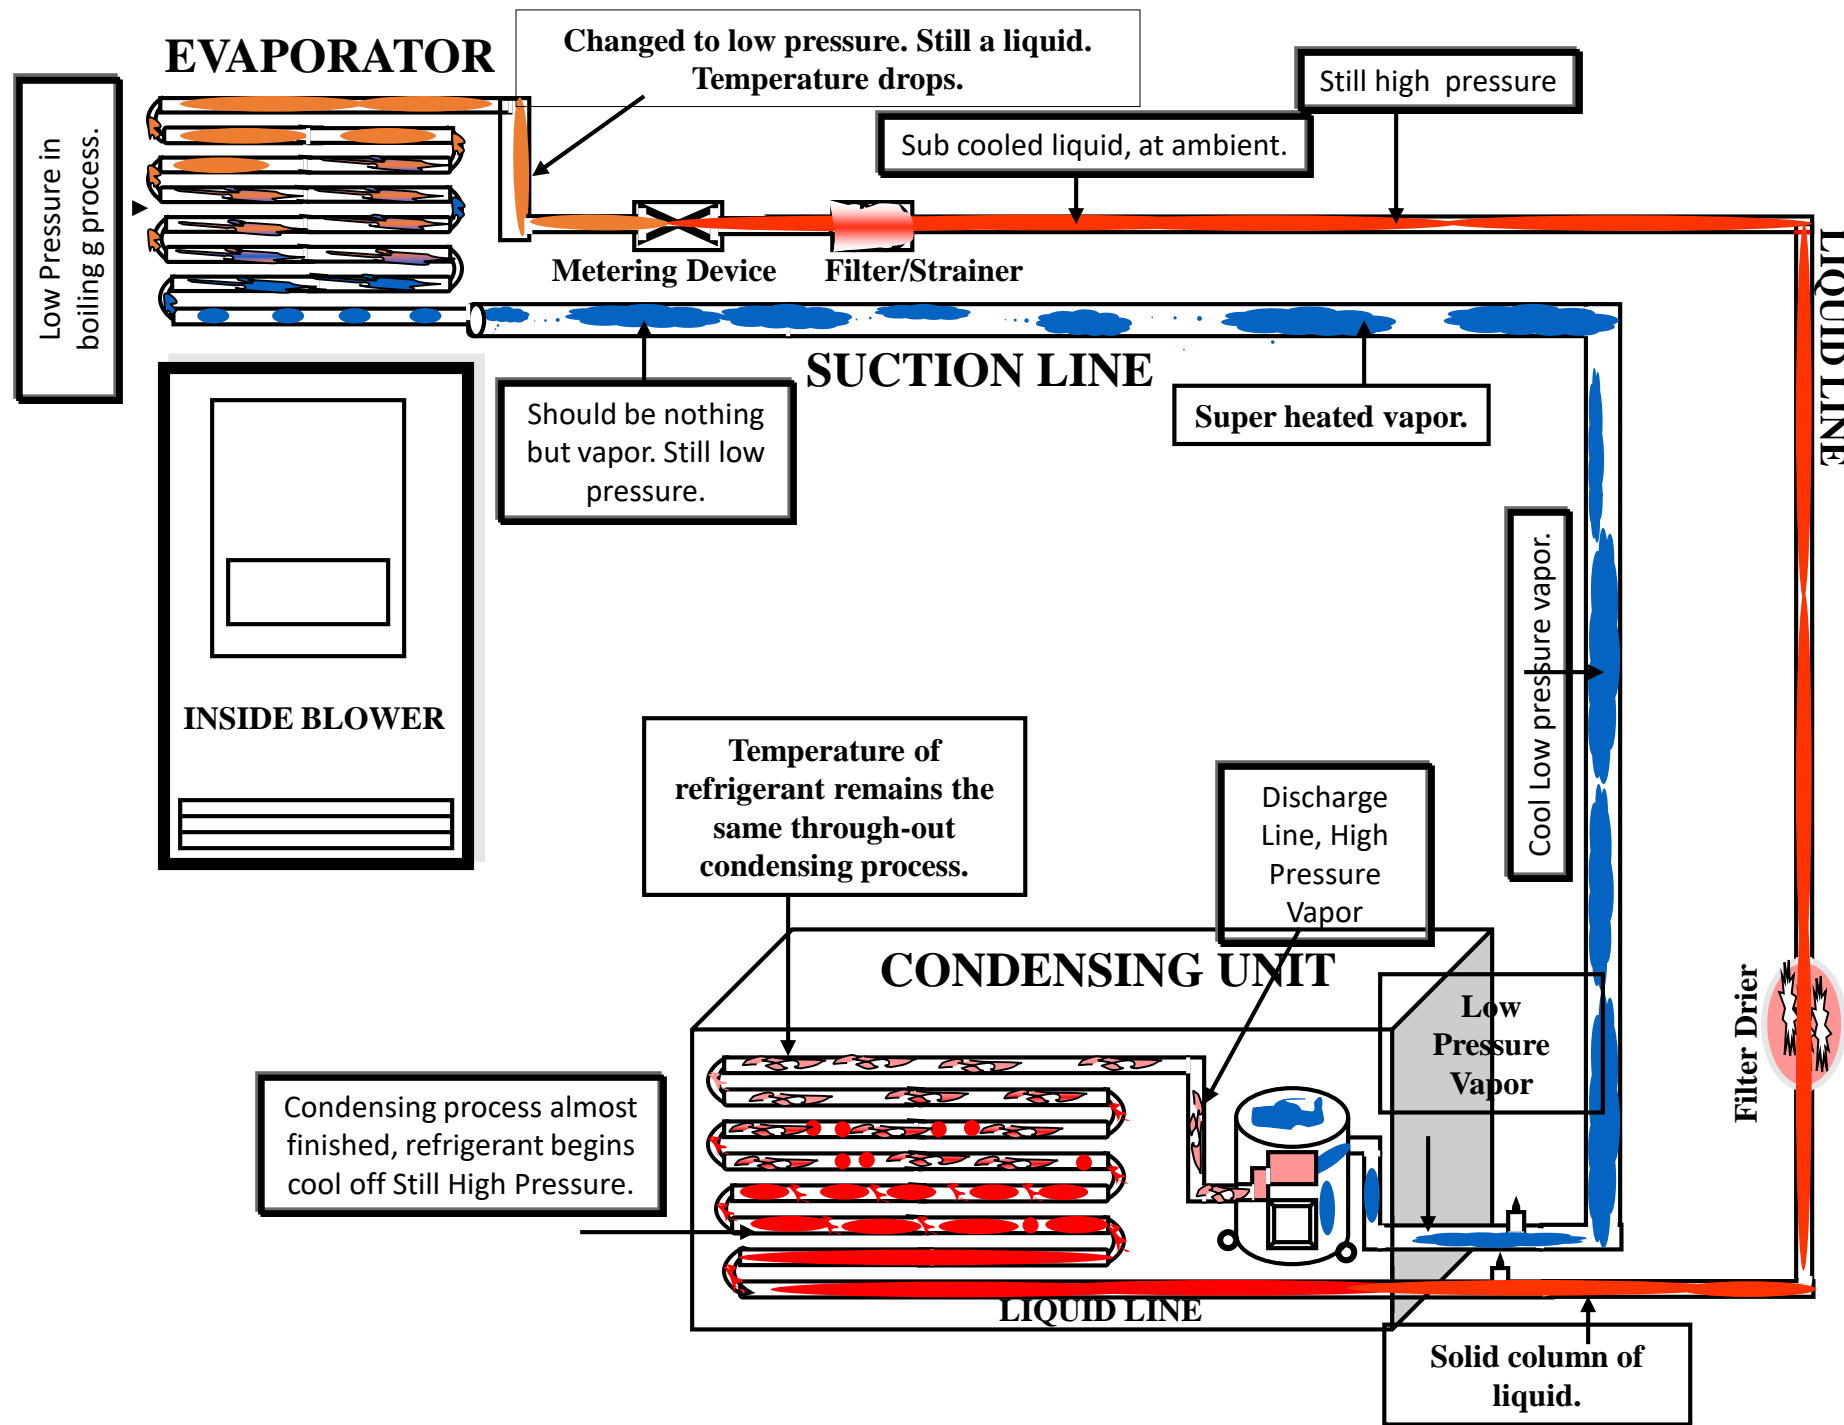 EVAPORATOR
Changed to low pressure. Still a liquid.
Temperature drops.
Still high  pressure
Sub cooled liquid, at ambient.
Low Pressure in
boiling g process.
Metering Device
Filter/Strainer
LIQUID LINE
SUCTION LINE
Should be nothing
but vapor. Still low
pressure.
Super heated vapor.
Cool Low pressure vapor.
INSIDE BLOWER
Temperature of
refrigerant remains the
same through-out
condensing process.
Discharge
Line, High
Pressure
Vapor
CONDENSING UNIT
Low
Pressure
Vapor
Filter Drier
Condensing process almost
finished, refrigerant begins
cool off Still High Pressure.
LIQUID LINE
Solid column of
liquid.